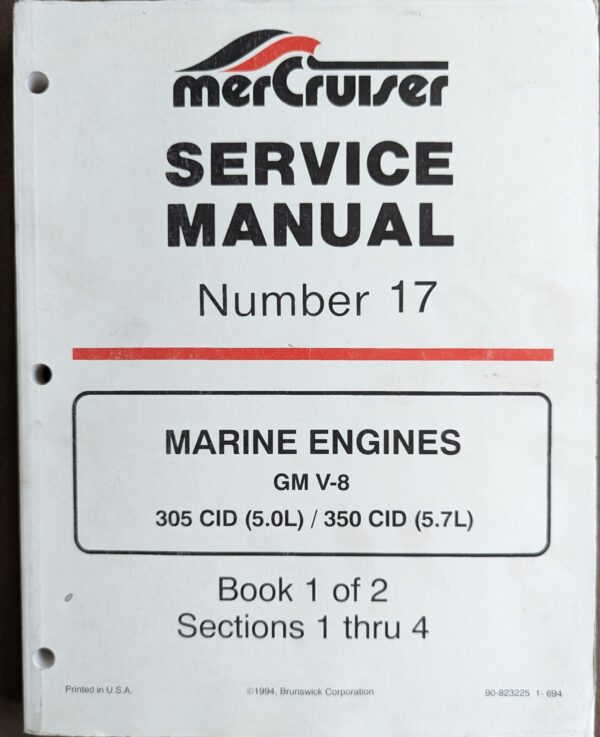 merCruiser
SERVICE
MANUAL
Number 17
MARINE ENGINES
GM V-8
305 CID (5.0L) / 350 CID (5.7L)
Book 1 of 2
Sections 1 thru 4
Printed in U.S.A. ©1994, Brunswick Corporation 90-823225 1- 694